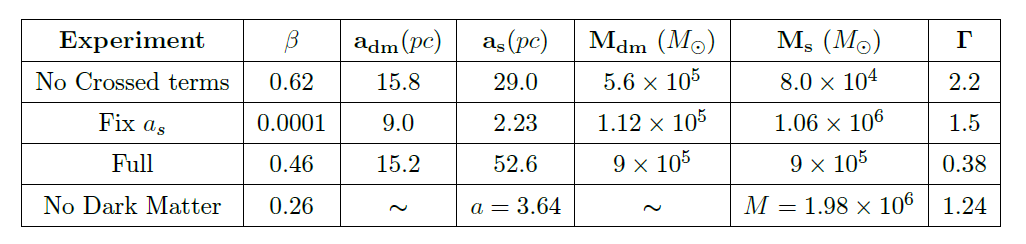 Experiment β a_dm(pc) a_s(pc) M_dm (M_⊙) M_s (M_⊙) Γ
No Crossed terms 0.62 15.8 29.0 5.6 × 10^5 8.0 × 10^4 2.2
Fix a_s 0.0001 9.0 2.23 1.12 × 10^5 1.06 × 10^6 1.5
Full 0.46 15.2 52.6 9 × 10^5 9 × 10^5 0.38
No Dark Matter 0.26 ~ a = 3.64 ~ M = 1.98 × 10^6 1.24